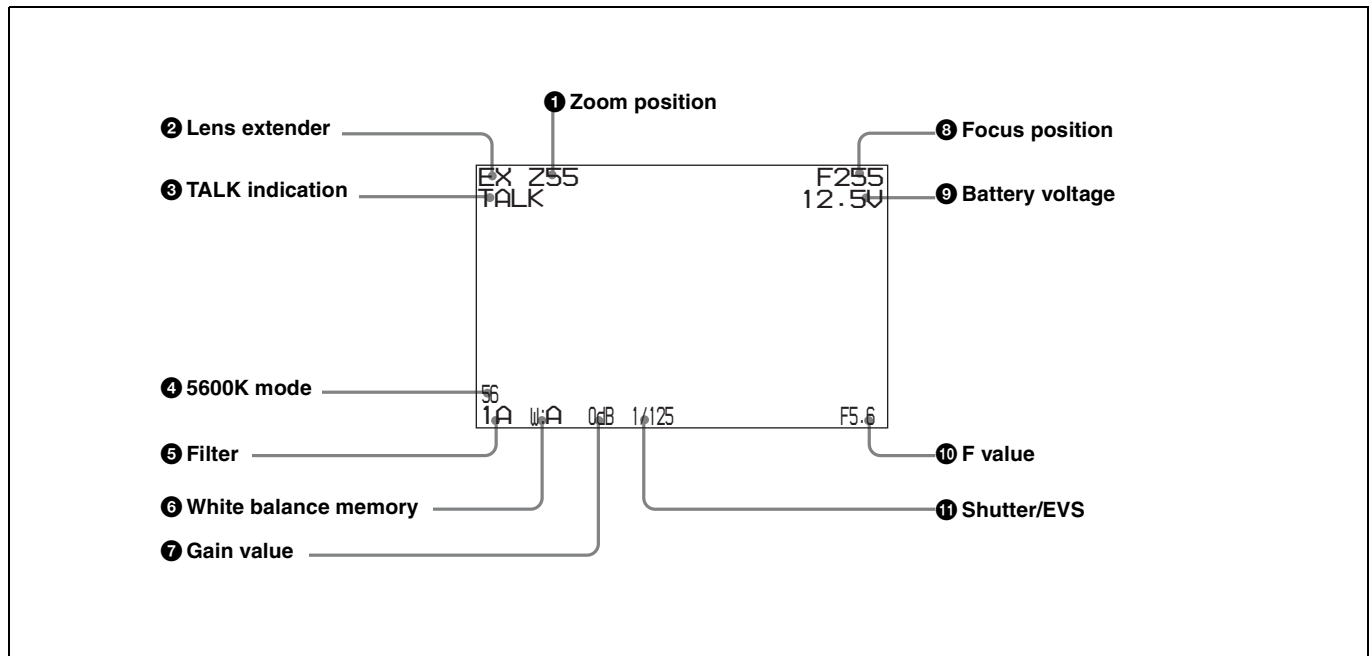 ❶ Zoom position
❷ Lens extender
❽ Focus position
EX Z55 F255
❸ TALK indication
TALK 12.5V
❾ Battery voltage
❹ 5600K mode
56
1A W:A 0dB 1/125 F5.6
❺ Filter
❿ F value
❻ White balance memory
⓫ Shutter/EVS
❼ Gain value